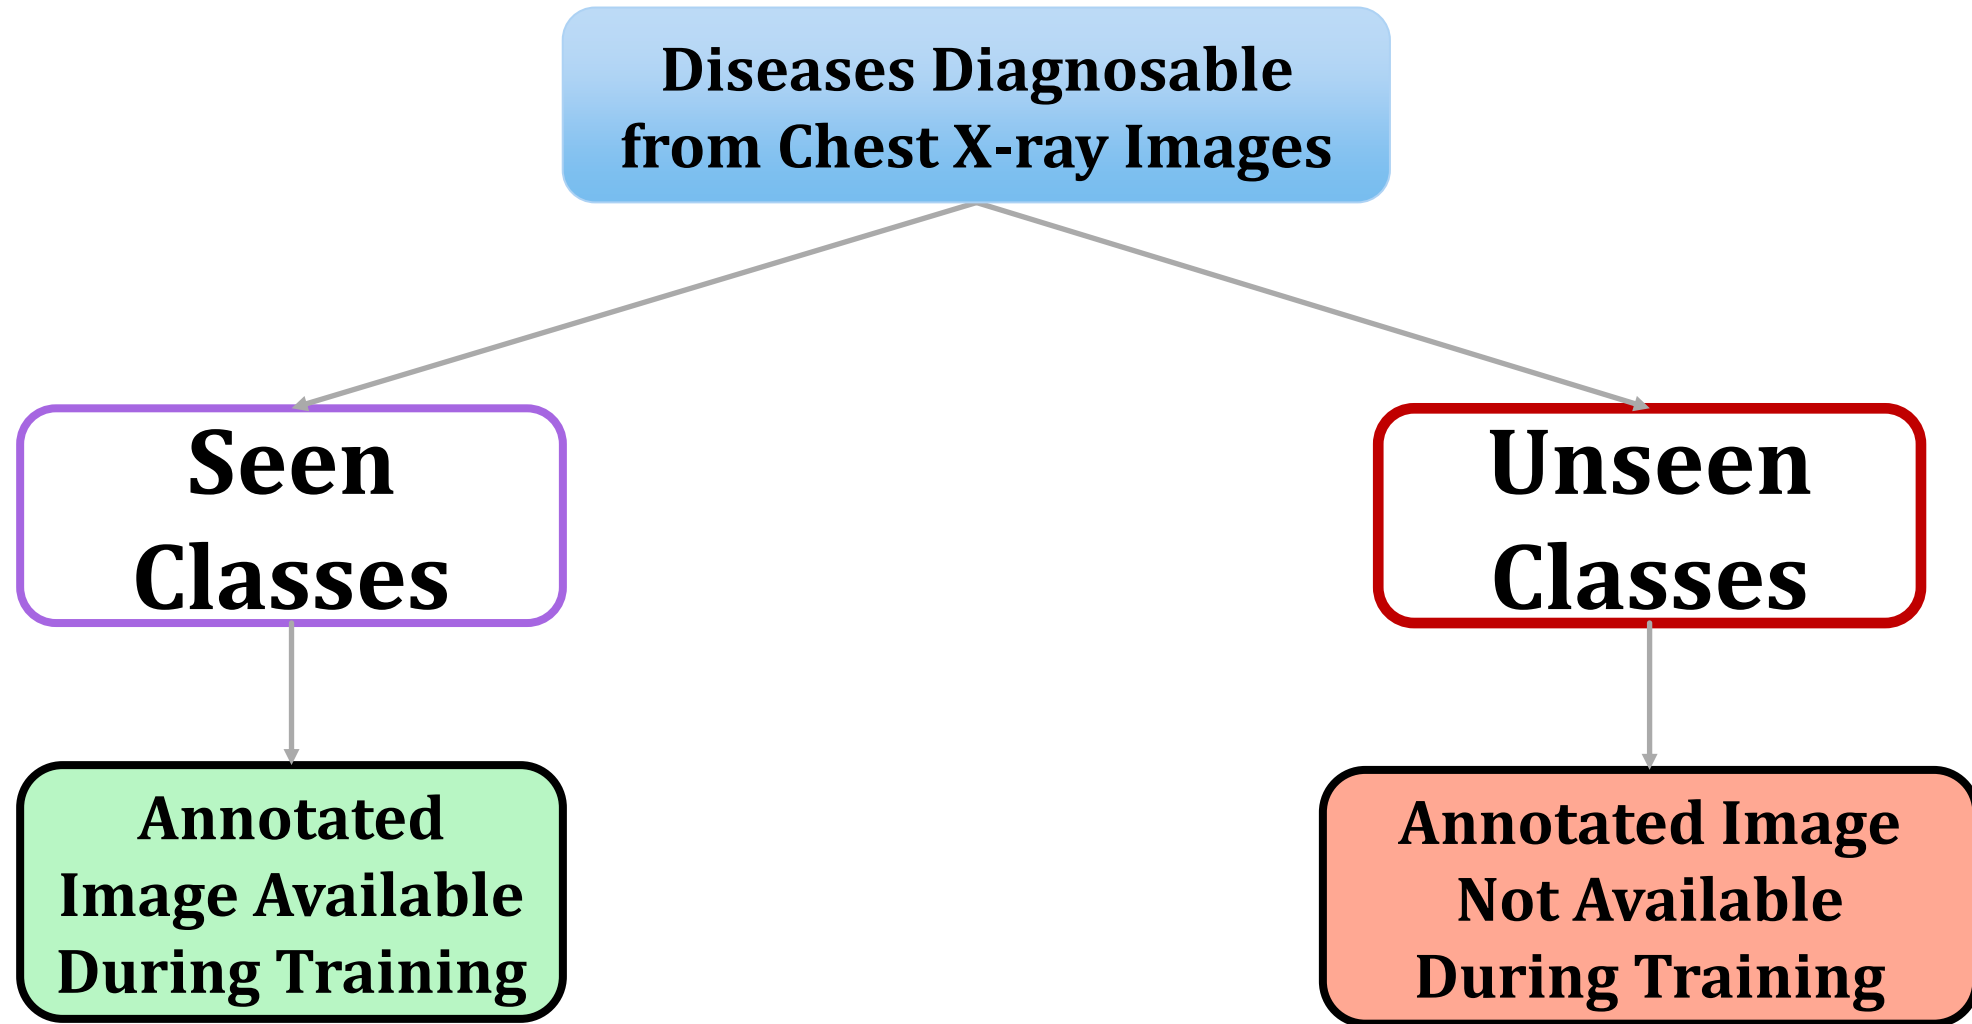 Diseases Diagnosable
from Chest X-ray Images
Seen
Classes
Unseen
Classes
Annotated
Image Available
During Training
Annotated Image
Not Available
During Training